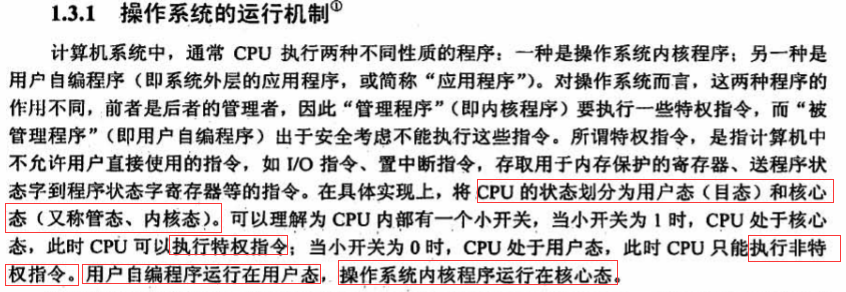 1.3.1 操作系统的运行机制①
计算机系统中，通常 CPU 执行两种不同性质的程序：一种是操作系统内核程序；另一种是
用户自编程序（即系统外层的应用程序，或简称“应用程序”）。对操作系统而言，这两种程序的
作用不同，前者是后者的管理者，因此“管理程序”（即内核程序）要执行一些特权指令，而“被
管理程序”（即用户自编程序）出于安全考虑不能执行这些指令。所谓特权指令，是指计算机中
不允许用户直接使用的指令，如 I/O 指令、置中断指令，存取用于内存保护的寄存器、送程序状
态字到程序状态字寄存器等的指令。在具体实现上，将 CPU 的状态划分为用户态（目态）和核心
态（又称管态、内核态）。可以理解为 CPU 内部有一个小开关，当小开关为 1 时，CPU 处于核心
态，此时 CPU 可以执行特权指令；当小开关为 0 时，CPU 处于用户态，此时 CPU 只能执行非特
权指令。用户自编程序运行在用户态，操作系统内核程序运行在核心态。